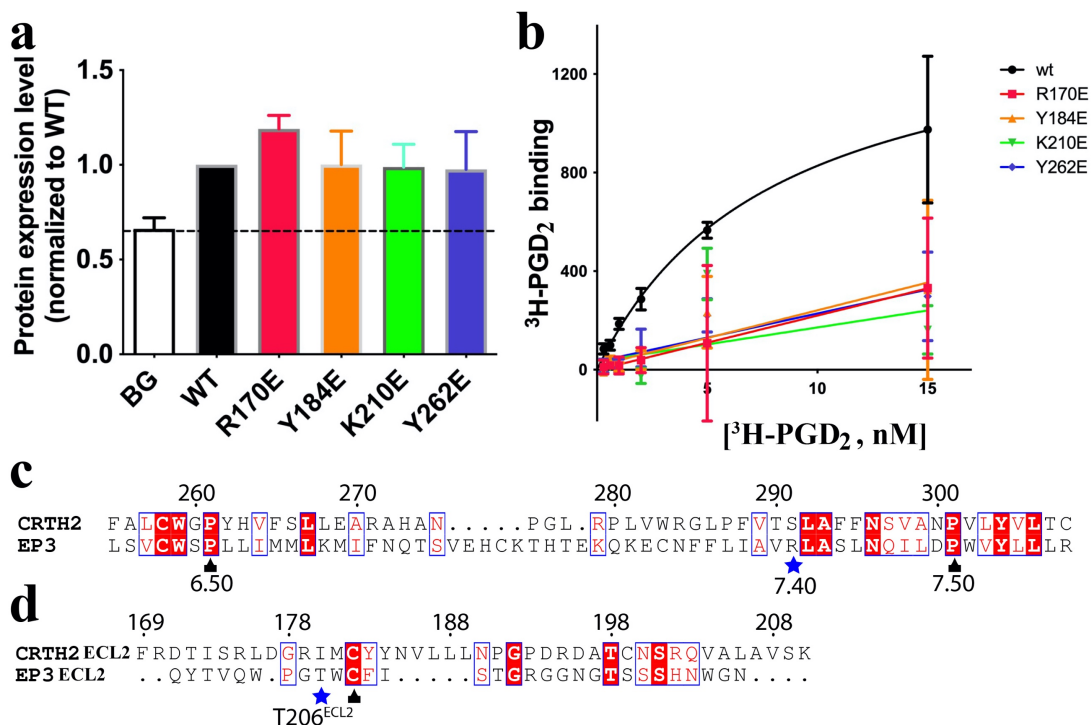 a
Protein expression level
(normalized to WT)
1.5
1.0
0.5
0.0
BG
WT
R170E
Y184E
K210E
Y262E
b
³H-PGD₂ binding
1200
800
400
0
5
10
15
[³H-PGD₂ , nM]
wt
R170E
Y184E
K210E
Y262E
c
260 270 280 290 300
CRTH2 FALCWGPYHVFSLLEARAHAN.....PGL.RPLVWRGLPFVTSLAFFNSVANPVLYVLTC
EP3 LSVCWSPLLIMMLKMIFNQTSVEHCKTHTEKQKECNFFLIAVRLASLNQILDPWVYLLLR
6.50 7.40 7.50
d
169 178 188 198 208
CRTH2 ECL2 FRDTISRLDGRIMCYYNVLLLNPGPDRDATCNSRQVALAVSK
EP3 ECL2 ..QYTVQW.PGTWCFI.....STGRGGNGTSSSHNWGN....
T206ᴱᶜᴸ²